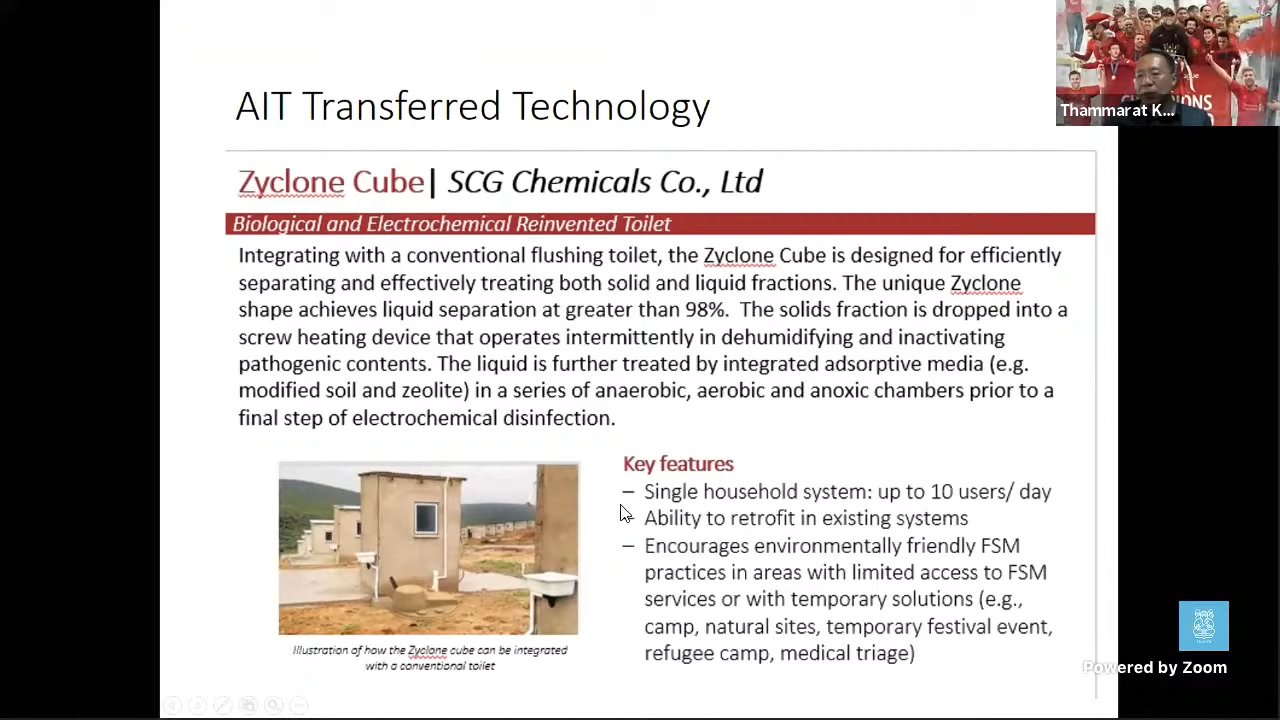 AIT Transferred Technology
Zyclone Cube| SCG Chemicals Co., Ltd
Biological and Electrochemical Reinvented Toilet
Integrating with a conventional flushing toilet, the Zyclone Cube is designed for efficiently
separating and effectively treating both solid and liquid fractions. The unique Zyclone
shape achieves liquid separation at greater than 98%. The solids fraction is dropped into a
screw heating device that operates intermittently in dehumidifying and inactivating
pathogenic contents. The liquid is further treated by integrated adsorptive media (e.g.
modified soil and zeolite) in a series of anaerobic, aerobic and anoxic chambers prior to a
final step of electrochemical disinfection.
Illustration of how the Zyclone cube can be integrated
with a conventional toilet
Key features
– Single household system: up to 10 users/ day
– Ability to retrofit in existing systems
– Encourages environmentally friendly FSM
practices in areas with limited access to FSM
services or with temporary solutions (e.g.,
camp, natural sites, temporary festival event,
refugee camp, medical triage)
Thammarat K...
Powered by Zoom